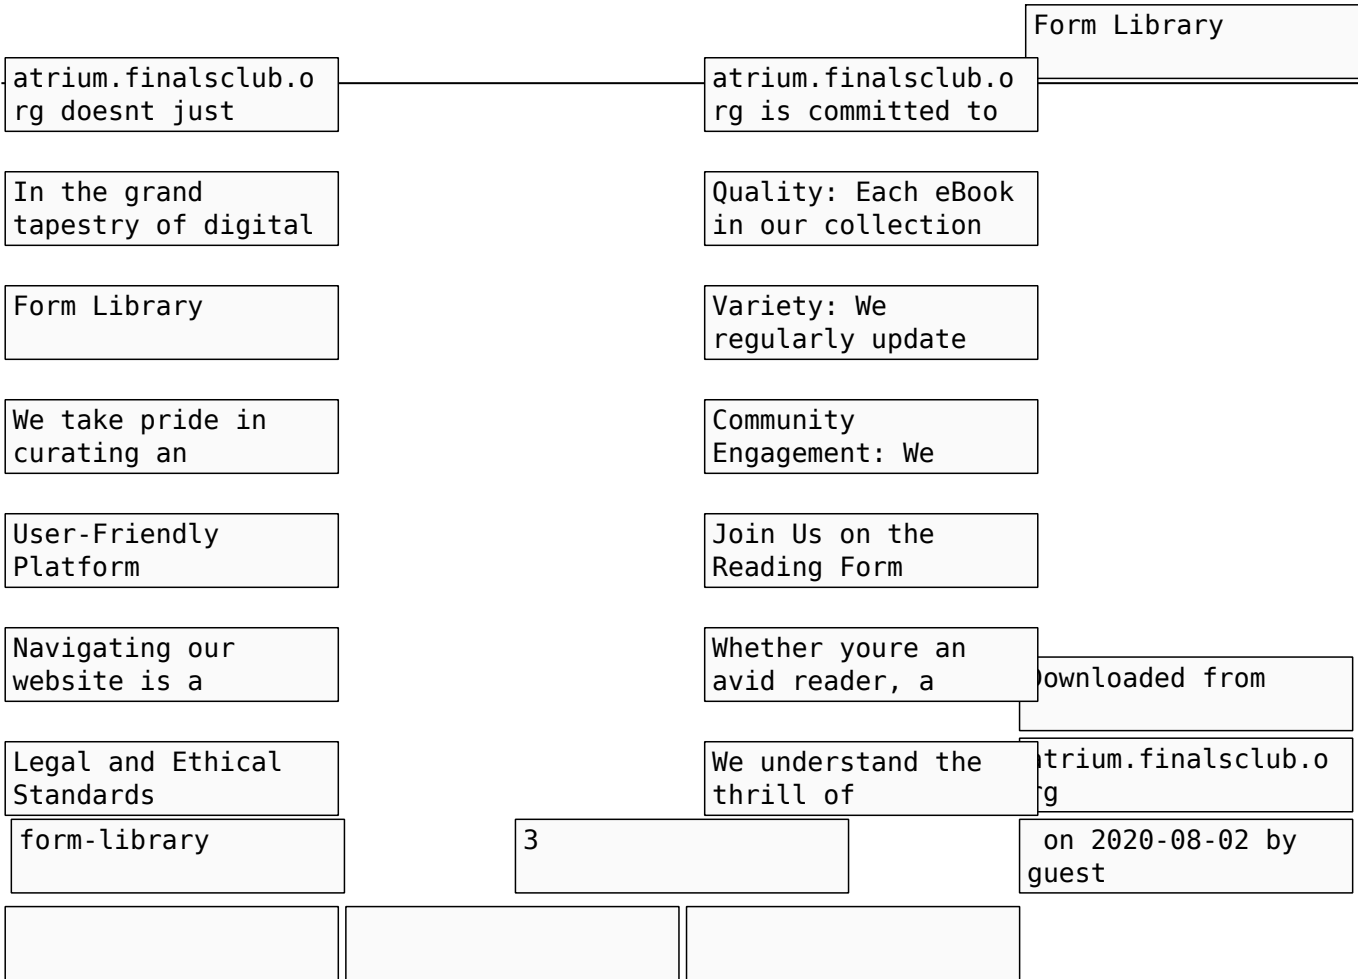 Form Library
atrium.finalsclub.o
rg doesnt just
In the grand
tapestry of digital
Form Library
We take pride in
curating an
User-Friendly
Platform
Navigating our
website is a
Legal and Ethical
Standards
atrium.finalsclub.o
rg is committed to
Quality: Each eBook
in our collection
Variety: We
regularly update
Community
Engagement: We
Join Us on the
Reading Form
Whether youre an
avid reader, a
We understand the
thrill of
Downloaded from
atrium.finalsclub.o
rg
on 2020-08-02 by
guest
form-library
3